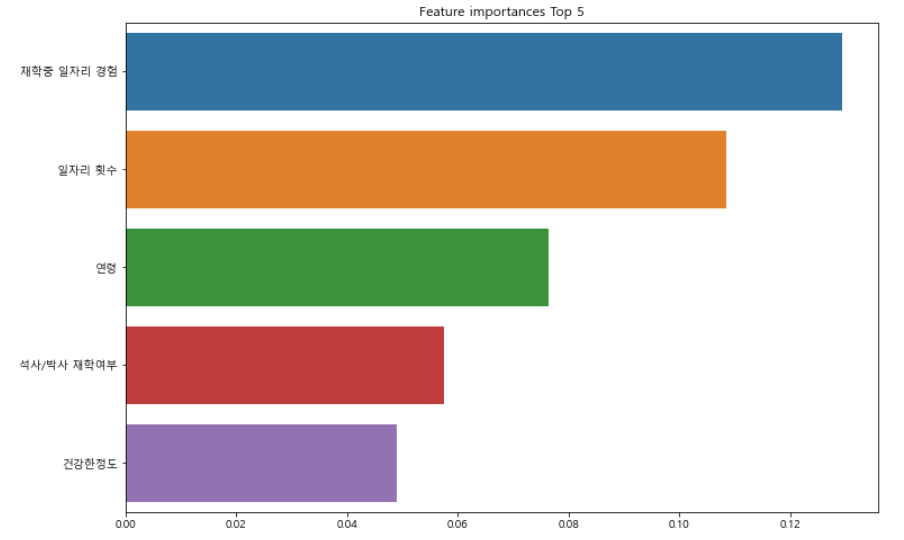 Feature importances Top 5
재학중 일자리 경험
일자리 횟수
연령
석사/박사 재학여부
건강한정도
0.00 0.02 0.04 0.06 0.08 0.10 0.12